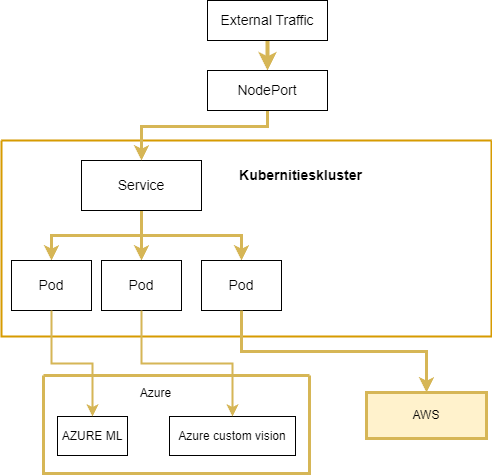 External Traffic
NodePort
Kubernitieskluster
Service
Pod
Pod
Pod
Azure
AZURE ML
Azure custom vision
AWS